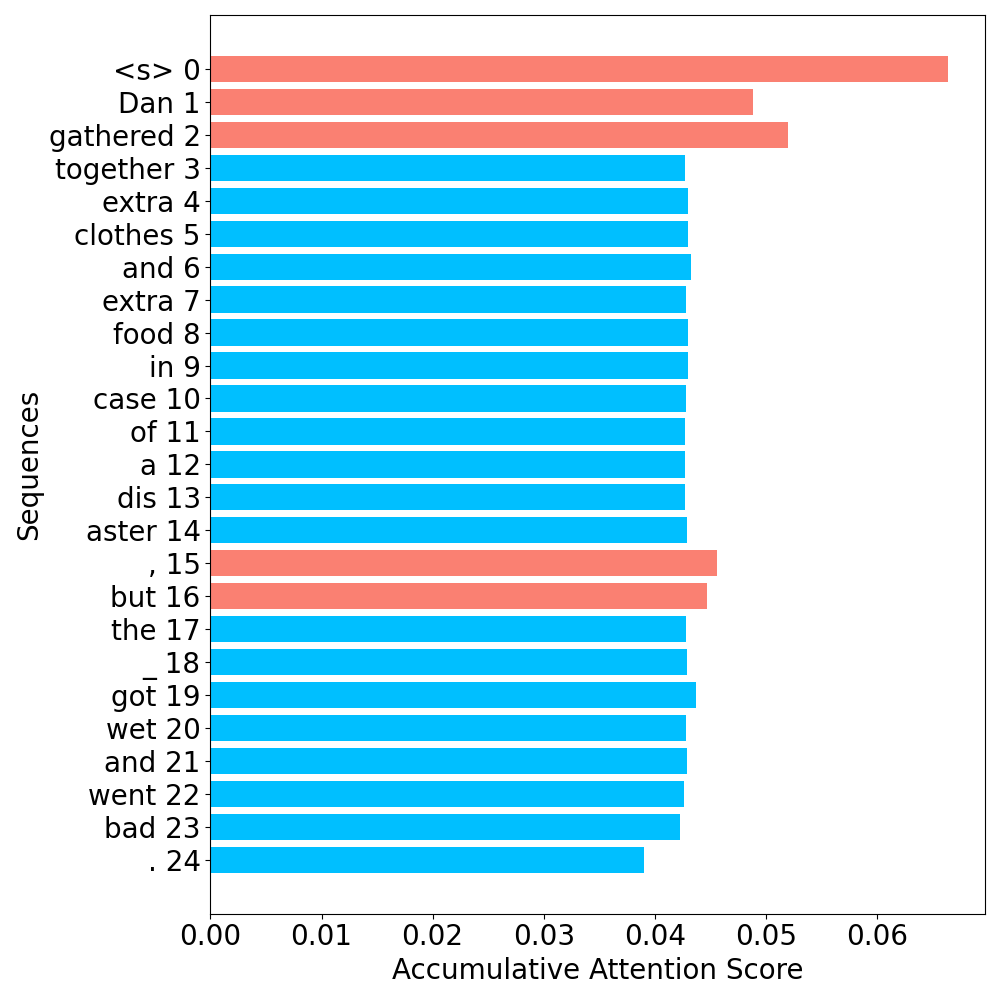 <s> 0
Dan 1
gathered 2
together 3
extra 4
clothes 5
and 6
extra 7
food 8
in 9
case 10
of 11
a 12
dis 13
aster 14
, 15
but 16
the 17
_ 18
got 19
wet 20
and 21
went 22
bad 23
. 24
Sequences
0.00 0.01 0.02 0.03 0.04 0.05 0.06
Accumulative Attention Score